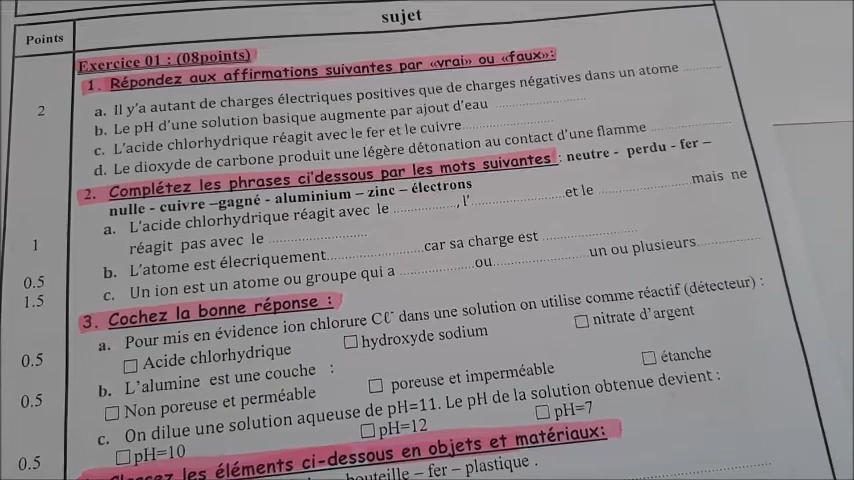 sujet
Points
Exercice 01 : (08points)
1. Répondez aux affirmations suivantes par «vrai» ou «faux»:
2
a. Il y'a autant de charges électriques positives que de charges négatives dans un atome ..........
b. Le pH d'une solution basique augmente par ajout d'eau ..........
c. L'acide chlorhydrique réagit avec le fer et le cuivre..........
d. Le dioxyde de carbone produit une légère détonation au contact d'une flamme ..........
2. Complétez les phrases ci'dessous par les mots suivantes : neutre - perdu - fer –
nulle - cuivre –gagné - aluminium – zinc – électrons
1
a. L'acide chlorhydrique réagit avec le .........., l'..........et le ..........mais ne
réagit pas avec le ..........
0.5
b. L'atome est élecriquement..........car sa charge est ..........
1.5
c. Un ion est un atome ou groupe qui a ..........ou..........un ou plusieurs..........
3. Cochez la bonne réponse :
0.5
a. Pour mis en évidence ion chlorure Cℓ⁻ dans une solution on utilise comme réactif (détecteur) :
☐ Acide chlorhydrique ☐ hydroxyde sodium ☐ nitrate d'argent
0.5
b. L'alumine est une couche :
☐ Non poreuse et perméable ☐ poreuse et imperméable ☐ étanche
0.5
c. On dilue une solution aqueuse de pH=11. Le pH de la solution obtenue devient :
☐ pH=10 ☐ pH=12 ☐ pH=7
les éléments ci-dessous en objets et matériaux:
bouteille – fer – plastique .